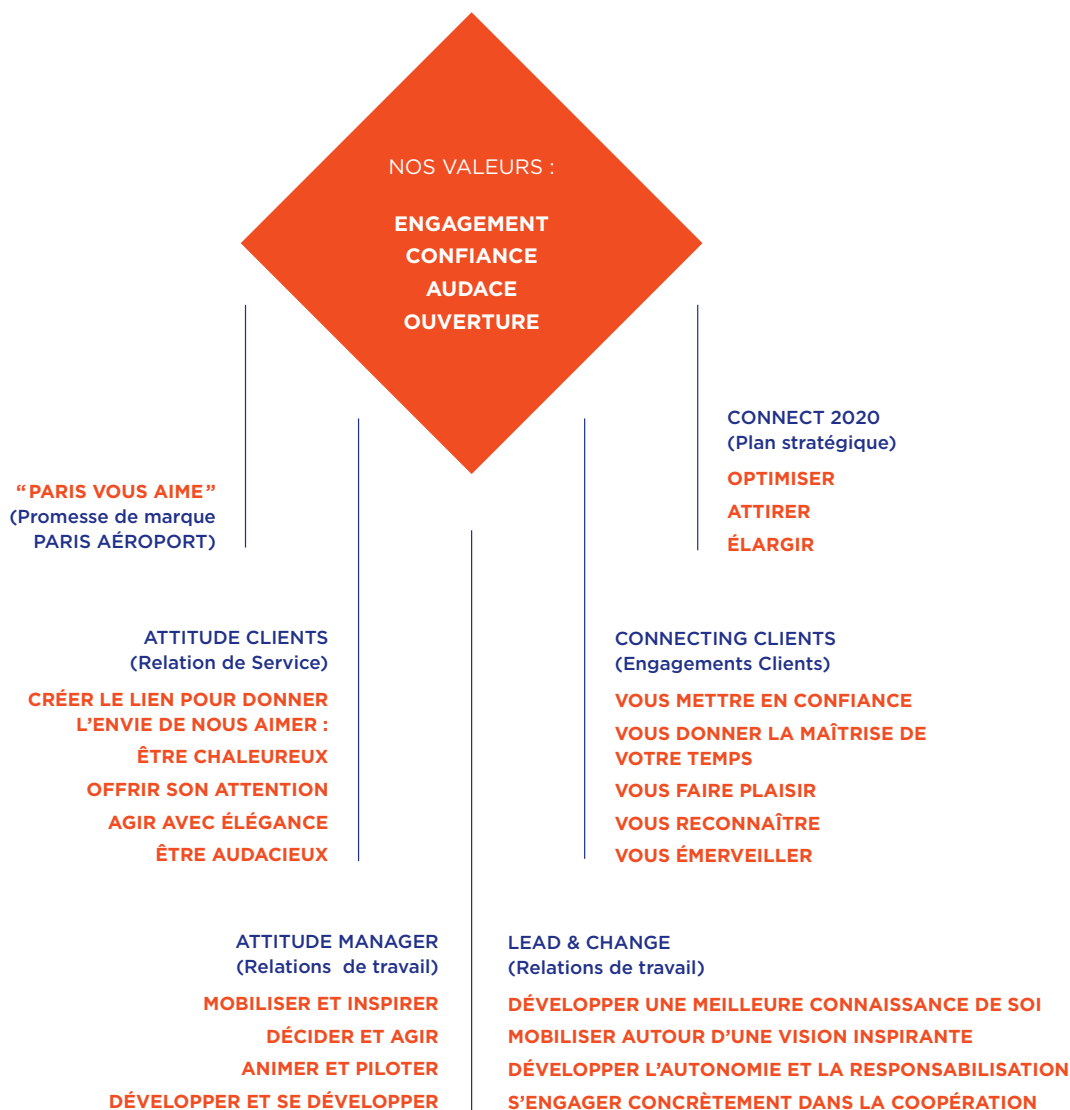 NOS VALEURS :
ENGAGEMENT
CONFIANCE
AUDACE
OUVERTURE
“PARIS VOUS AIME”
(Promesse de marque
PARIS AÉROPORT)
CONNECT 2020
(Plan stratégique)
OPTIMISER
ATTIRER
ÉLARGIR
ATTITUDE CLIENTS
(Relation de Service)
CRÉER LE LIEN POUR DONNER
L’ENVIE DE NOUS AIMER :
ÊTRE CHALEUREUX
OFFRIR SON ATTENTION
AGIR AVEC ÉLÉGANCE
ÊTRE AUDACIEUX
CONNECTING CLIENTS
(Engagements Clients)
VOUS METTRE EN CONFIANCE
VOUS DONNER LA MAÎTRISE DE
VOTRE TEMPS
VOUS FAIRE PLAISIR
VOUS RECONNAÎTRE
VOUS ÉMERVEILLER
ATTITUDE MANAGER
(Relations de travail)
MOBILISER ET INSPIRER
DÉCIDER ET AGIR
ANIMER ET PILOTER
DÉVELOPPER ET SE DÉVELOPPER
LEAD & CHANGE
(Relations de travail)
DÉVELOPPER UNE MEILLEURE CONNAISSANCE DE SOI
MOBILISER AUTOUR D’UNE VISION INSPIRANTE
DÉVELOPPER L’AUTONOMIE ET LA RESPONSABILISATION
S’ENGAGER CONCRÈTEMENT DANS LA COOPÉRATION